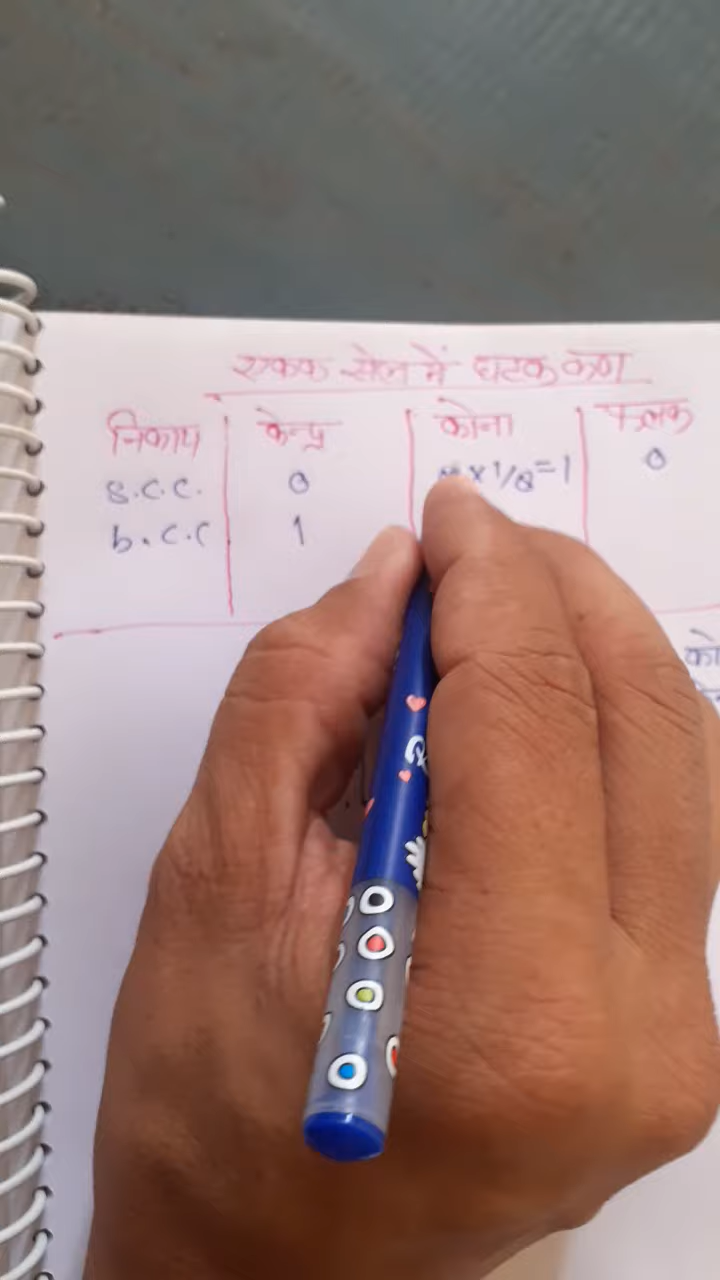 एकक सेल में घटक कण
निकाय केन्द्र कोना फलक
s.c.c. 0 8 x 1/8 = 1 0
b.c.c 1
को